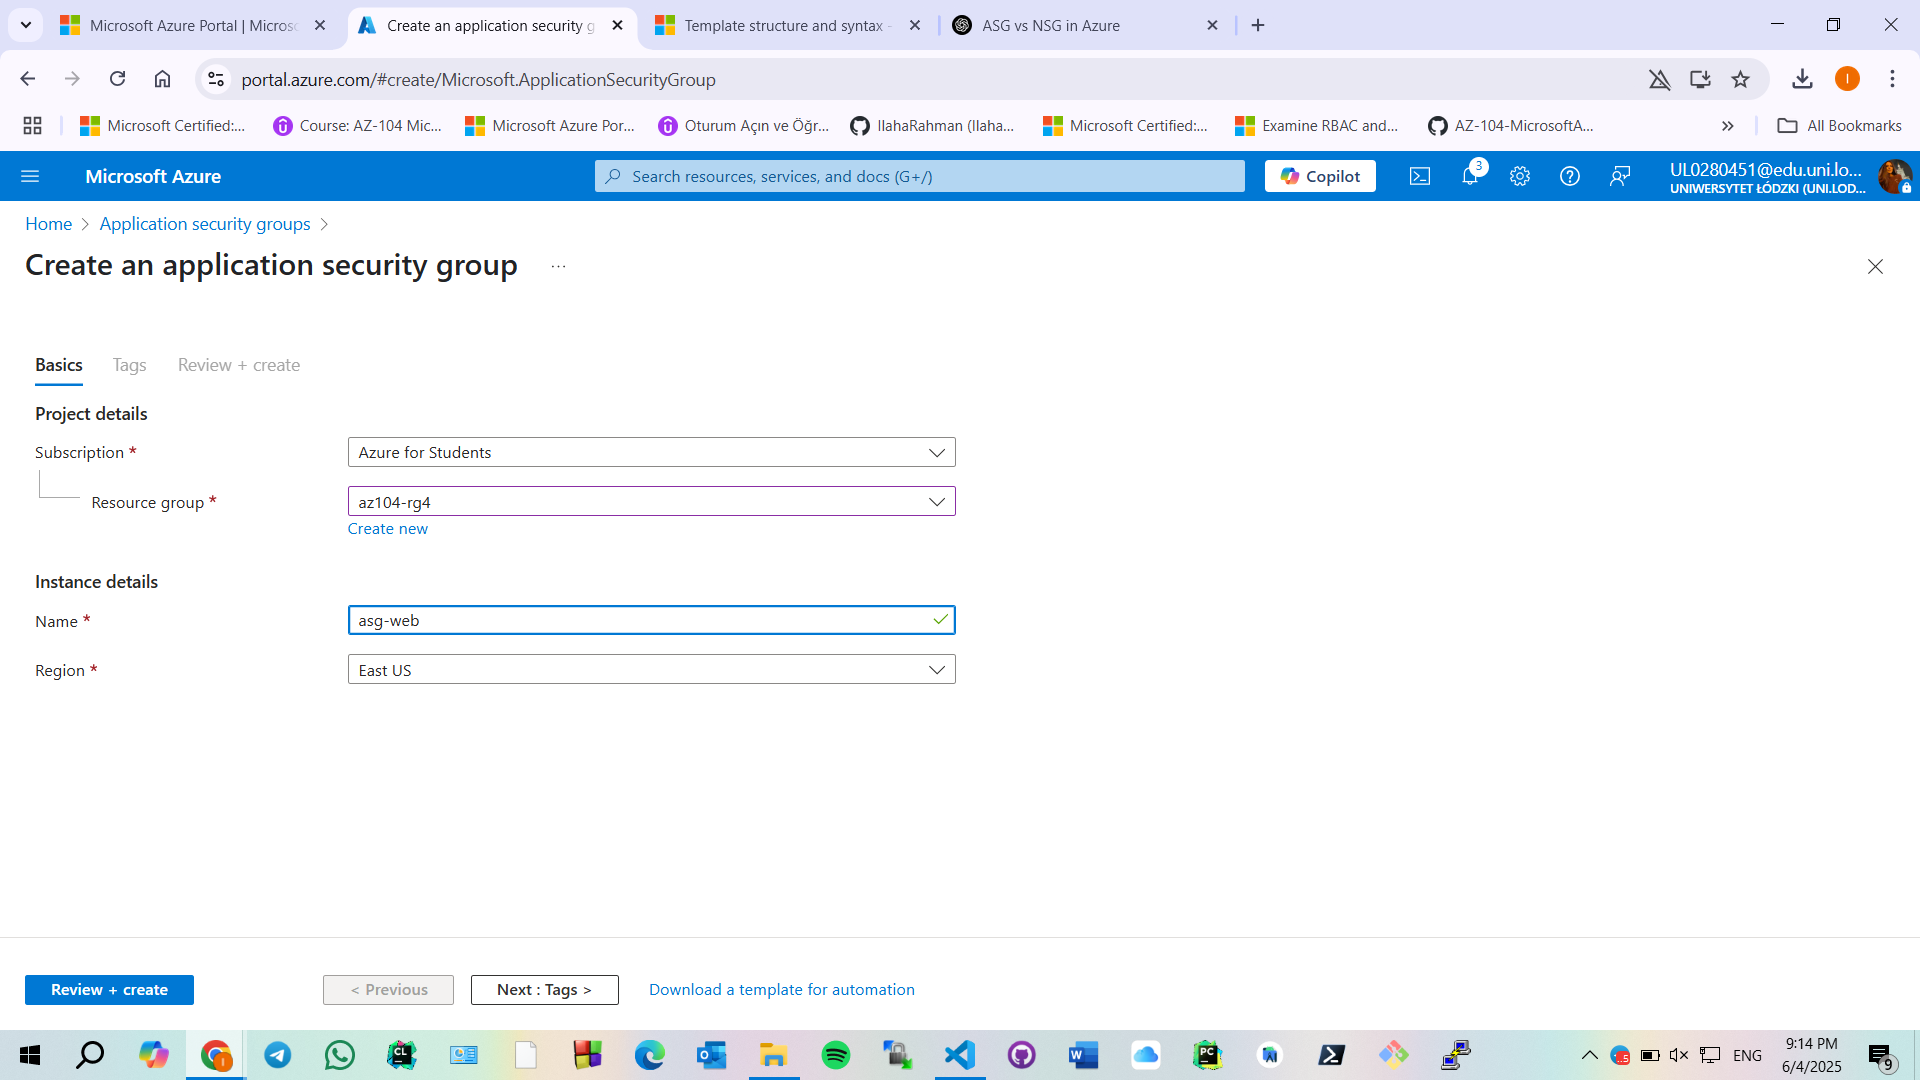 Microsoft Azure Portal | Microso
Create an application security g
Template structure and syntax -
ASG vs NSG in Azure
portal.azure.com/#create/Microsoft.ApplicationSecurityGroup
I
Microsoft Certified:...
Course: AZ-104 Mic...
Microsoft Azure Por...
Oturum Açın ve Öğr...
IlahaRahman (Ilaha...
Microsoft Certified:...
Examine RBAC and...
AZ-104-MicrosoftA...
All Bookmarks
Microsoft Azure
Search resources, services, and docs (G+/)
Copilot
3
UL0280451@edu.uni.lo...
UNIWERSYTET ŁÓDZKI (UNI.LOD...
Home > Application security groups >
Create an application security group ...
Basics
Tags
Review + create
Project details
Subscription *
Azure for Students
Resource group *
az104-rg4
Create new
Instance details
Name *
asg-web
Region *
East US
Review + create
< Previous
Next : Tags >
Download a template for automation
ENG
9:14 PM
6/4/2025
9